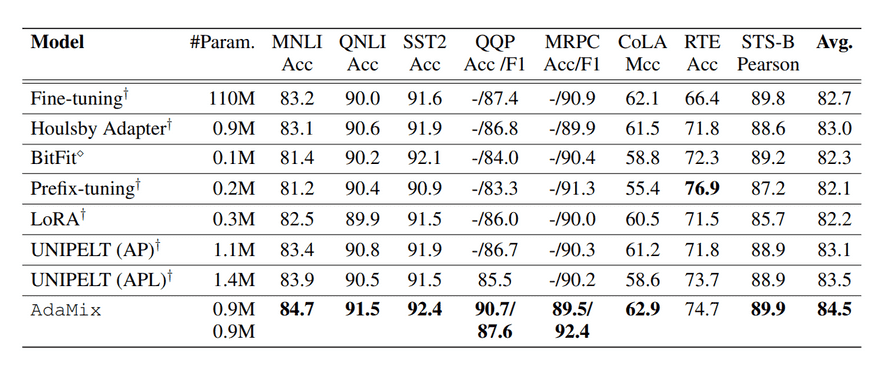 Model #Param. MNLI QNLI SST2 QQP MRPC CoLA RTE STS-B Avg.
Acc Acc Acc Acc /F1 Acc/F1 Mcc Acc Pearson
Fine-tuning† 110M 83.2 90.0 91.6 -/87.4 -/90.9 62.1 66.4 89.8 82.7
Houlsby Adapter† 0.9M 83.1 90.6 91.9 -/86.8 -/89.9 61.5 71.8 88.6 83.0
BitFit⋄ 0.1M 81.4 90.2 92.1 -/84.0 -/90.4 58.8 72.3 89.2 82.3
Prefix-tuning† 0.2M 81.2 90.4 90.9 -/83.3 -/91.3 55.4 76.9 87.2 82.1
LoRA† 0.3M 82.5 89.9 91.5 -/86.0 -/90.0 60.5 71.5 85.7 82.2
UNIPELT (AP)† 1.1M 83.4 90.8 91.9 -/86.7 -/90.3 61.2 71.8 88.9 83.1
UNIPELT (APL)† 1.4M 83.9 90.5 91.5 85.5 -/90.2 58.6 73.7 88.9 83.5
AdaMix 0.9M 84.7 91.5 92.4 90.7/ 89.5/ 62.9 74.7 89.9 84.5
0.9M 87.6 92.4